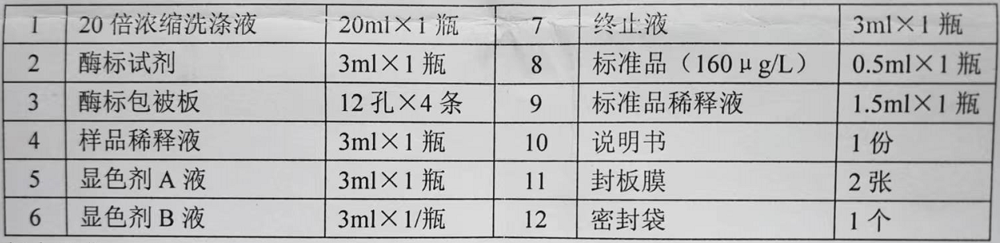 1 20 倍浓缩洗涤液 20ml×1 瓶 7 终止液 3ml×1 瓶
2 酶标试剂 3ml×1 瓶 8 标准品（160μg/L） 0.5ml×1 瓶
3 酶标包被板 12 孔×4 条 9 标准品稀释液 1.5ml×1 瓶
4 样品稀释液 3ml×1 瓶 10 说明书 1 份
5 显色剂 A 液 3ml×1 瓶 11 封板膜 2 张
6 显色剂 B 液 3ml×1/瓶 12 密封袋 1 个